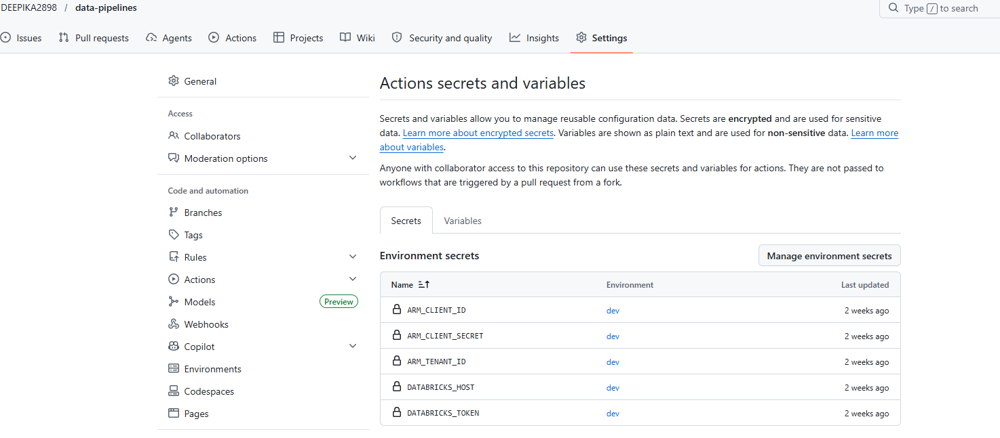 DEEPIKA2898 / data-pipelines
Type / to search
Issues Pull requests Agents Actions Projects Wiki Security and quality Insights Settings
General
Access
Collaborators
Moderation options
Code and automation
Branches
Tags
Rules
Actions
Models Preview
Webhooks
Copilot
Environments
Codespaces
Pages
Actions secrets and variables
Secrets and variables allow you to manage reusable configuration data. Secrets are encrypted and are used for sensitive
data. Learn more about encrypted secrets. Variables are shown as plain text and are used for non-sensitive data. Learn more
about variables.
Anyone with collaborator access to this repository can use these secrets and variables for actions. They are not passed to
workflows that are triggered by a pull request from a fork.
Secrets Variables
Environment secrets Manage environment secrets
Name Environment Last updated
ARM_CLIENT_ID dev 2 weeks ago
ARM_CLIENT_SECRET dev 2 weeks ago
ARM_TENANT_ID dev 2 weeks ago
DATABRICKS_HOST dev 2 weeks ago
DATABRICKS_TOKEN dev 2 weeks ago